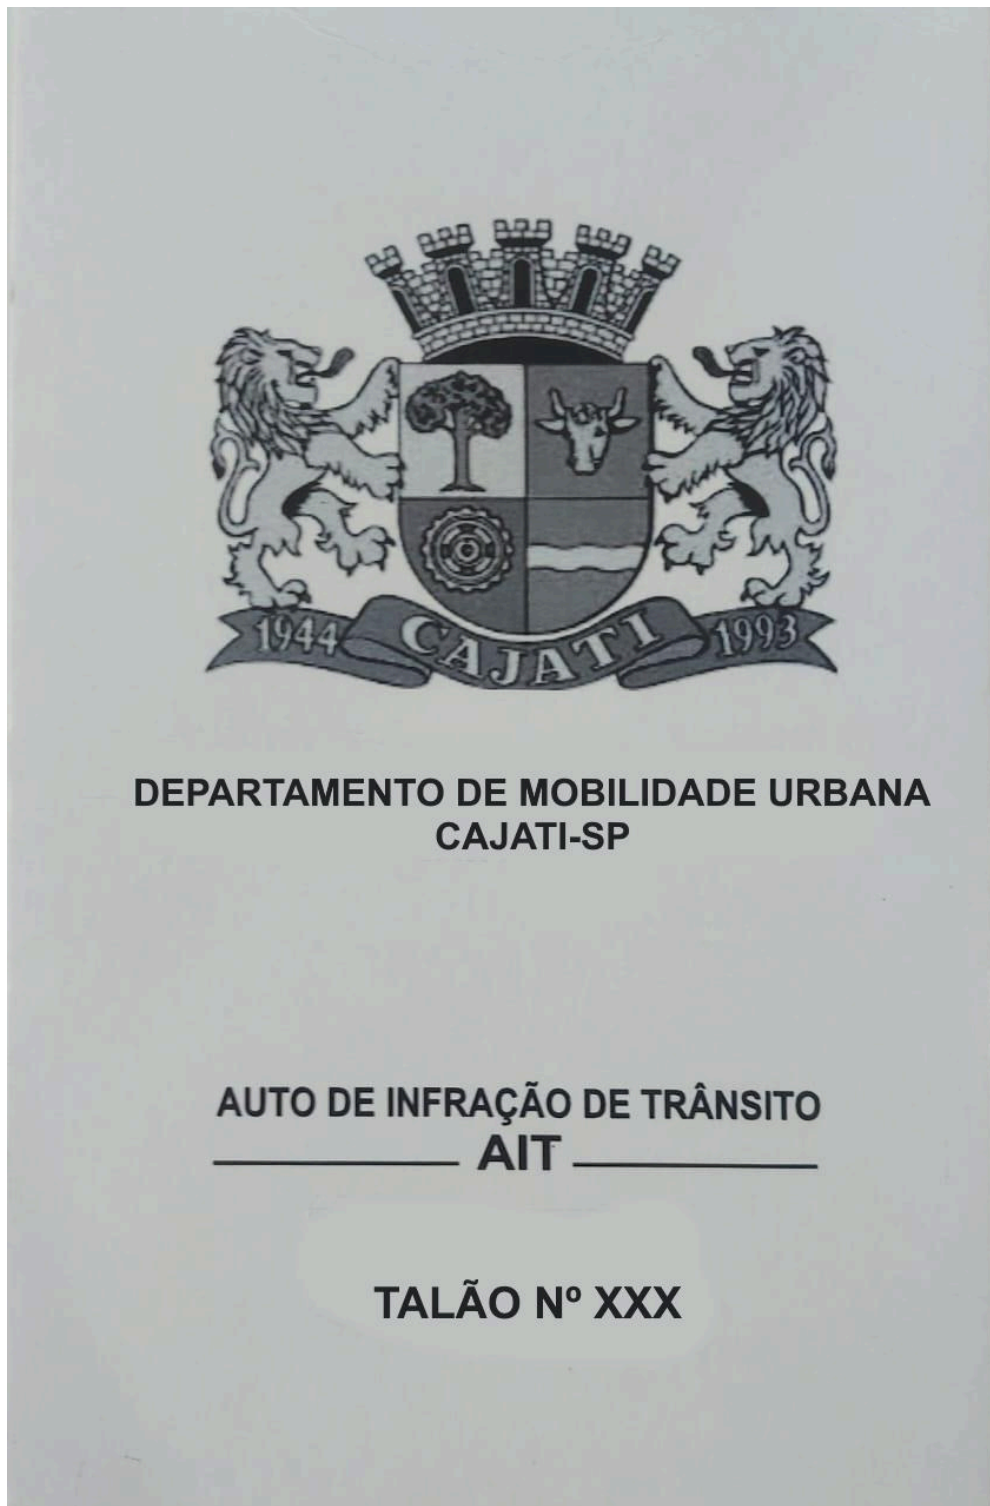 1944 CAJATI 1993
DEPARTAMENTO DE MOBILIDADE URBANA
CAJATI-SP
AUTO DE INFRAÇÃO DE TRÂNSITO
AIT
TALÃO Nº XXX